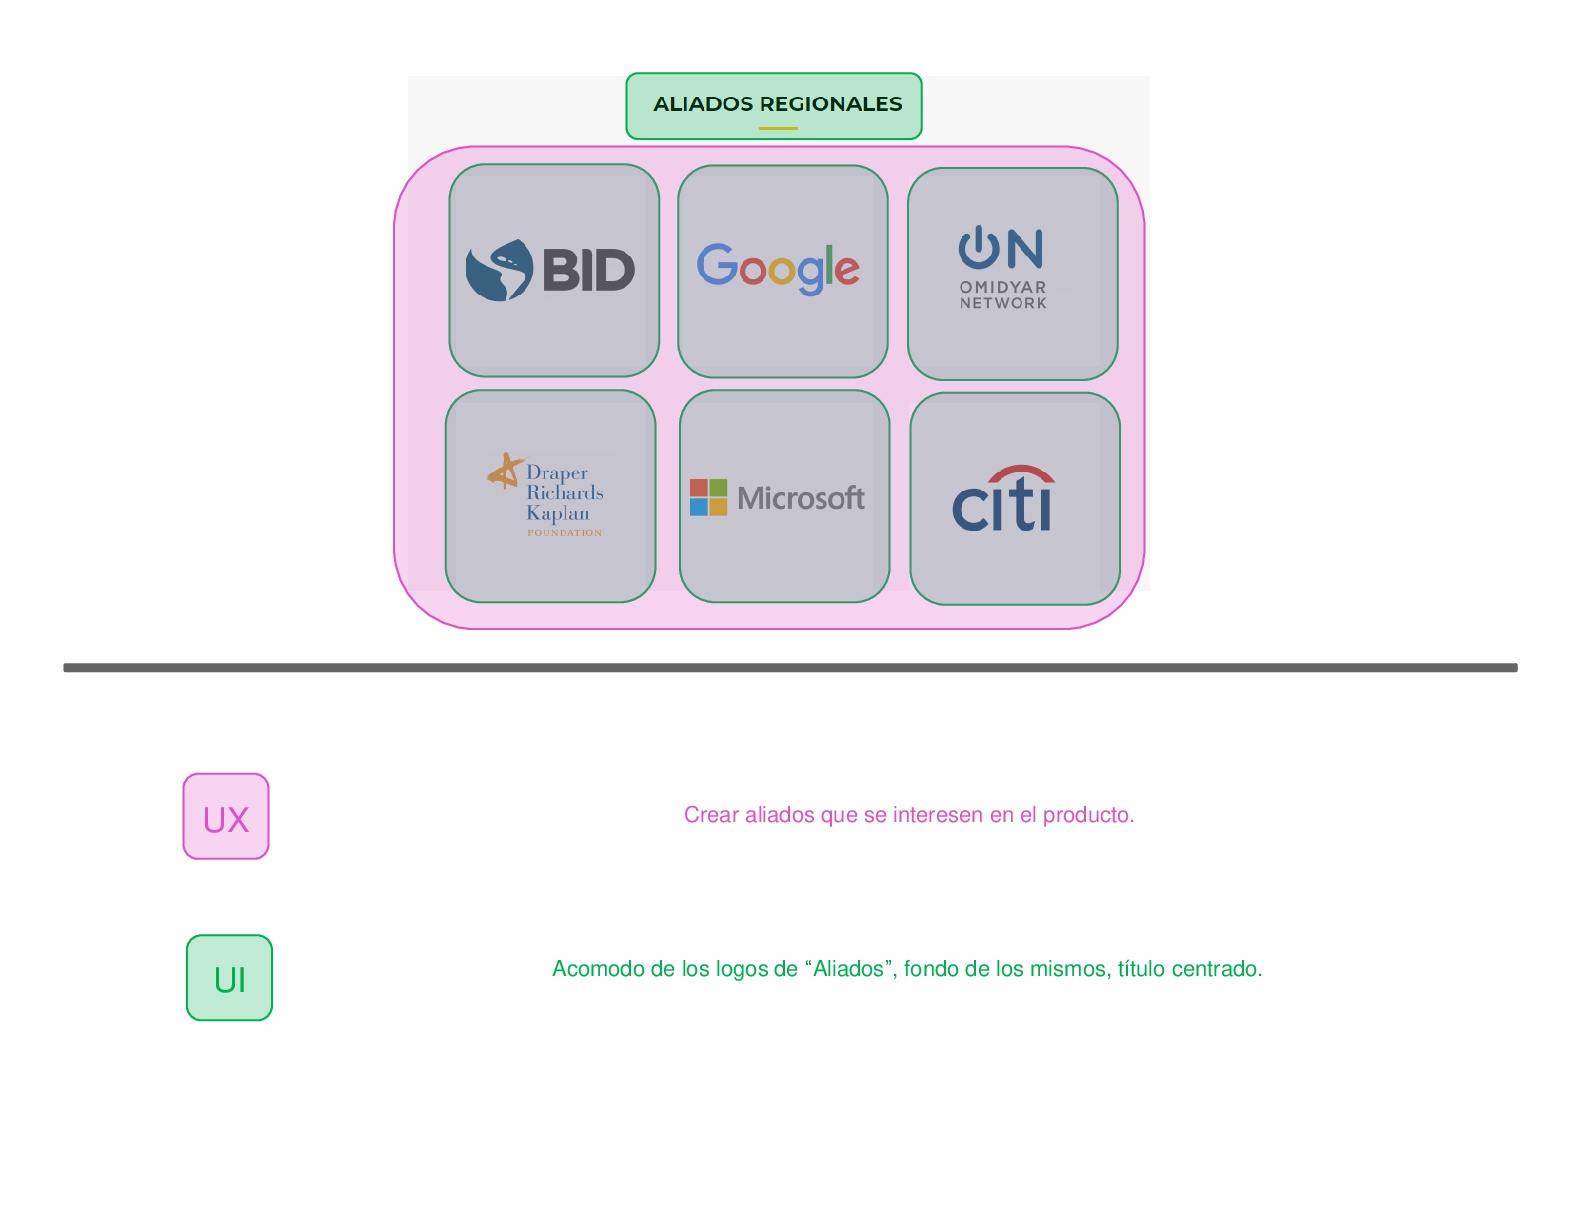 ALIADOS REGIONALES
BID
Google
ON
OMIDYAR
NETWORK
Draper
Richards
Kaplan
FOUNDATION
Microsoft
citi
UX
Crear aliados que se interesen en el producto.
UI
Acomodo de los logos de “Aliados”, fondo de los mismos, título centrado.